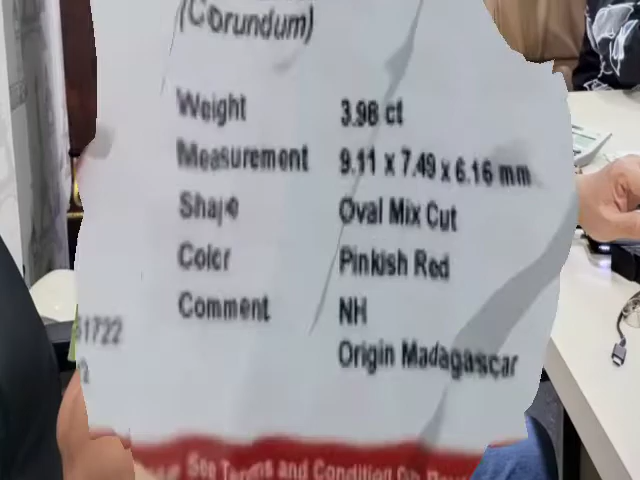 (Corundum)
Weight 3.98 ct
Measurement 9.11 x 7.49 x 6.16 mm
Shape Oval Mix Cut
Color Pinkish Red
Comment NH
Origin Madagascar
1722
See Terms and Condition On